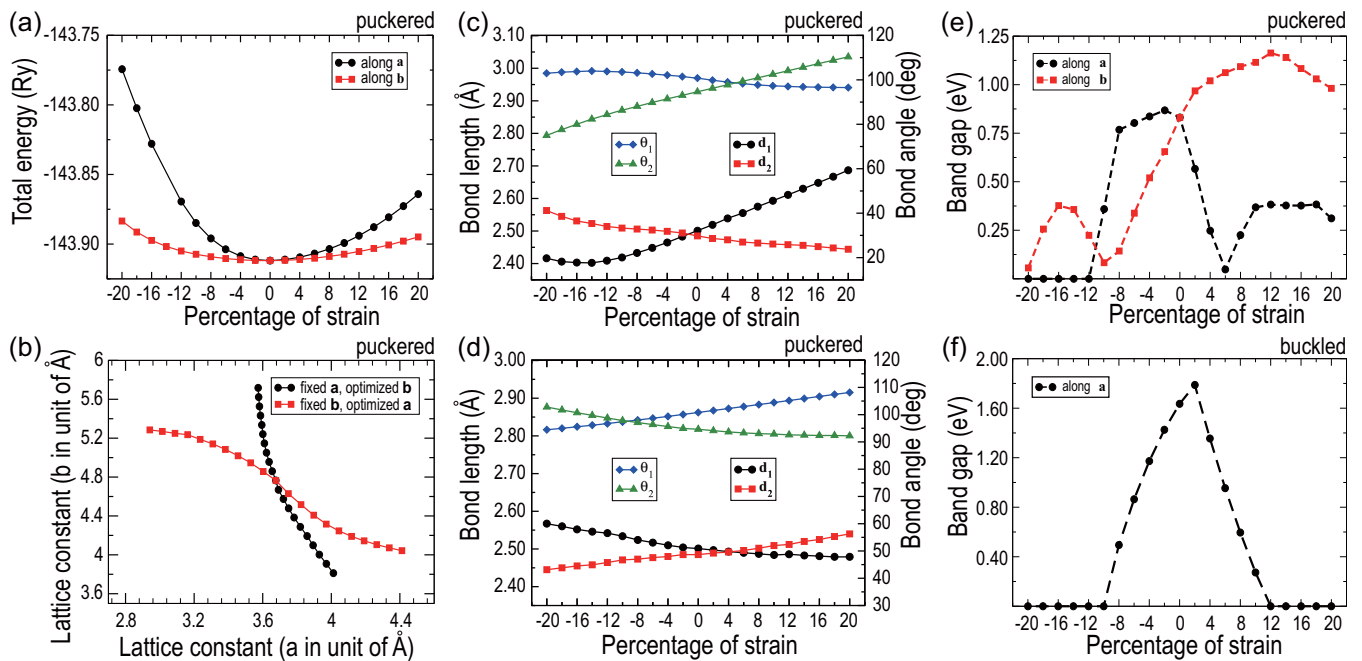 (a)
puckered
-143.75
-143.80
-143.85
-143.90
Total energy (Ry)
along a
along b
-20 -16 -12 -8 -4 0 4 8 12 16 20
Percentage of strain
(b)
puckered
6
5.6
5.2
4.8
4.4
4
3.6
Lattice constant (b in unit of Å)
fixed a, optimized b
fixed b, optimized a
2.8 3.2 3.6 4 4.4
Lattice constant (a in unit of Å)
(c)
puckered
3.00
2.95
2.90
2.80
2.70
2.60
2.50
2.40
Bond length (Å)
θ1
θ2
d1
d2
120
100
80
60
40
20
Bond angle (deg)
-20 -16 -12 -8 -4 0 4 8 12 16 20
Percentage of strain
(d)
puckered
3.00
2.90
2.80
2.70
2.60
2.50
2.40
Bond length (Å)
θ1
θ2
d1
d2
120
110
100
90
80
70
60
50
40
30
Bond angle (deg)
-20 -16 -12 -8 -4 0 4 8 12 16 20
Percentage of strain
(e)
puckered
1.25
1.00
0.75
0.50
0.25
0
Band gap (eV)
along a
along b
-20 -16 -12 -8 -4 0 4 8 12 16 20
Percentage of strain
(f)
buckled
2.00
1.60
1.20
0.80
0.40
0
Band gap (eV)
along a
-20 -16 -12 -8 -4 0 4 8 12 16 20
Percentage of strain